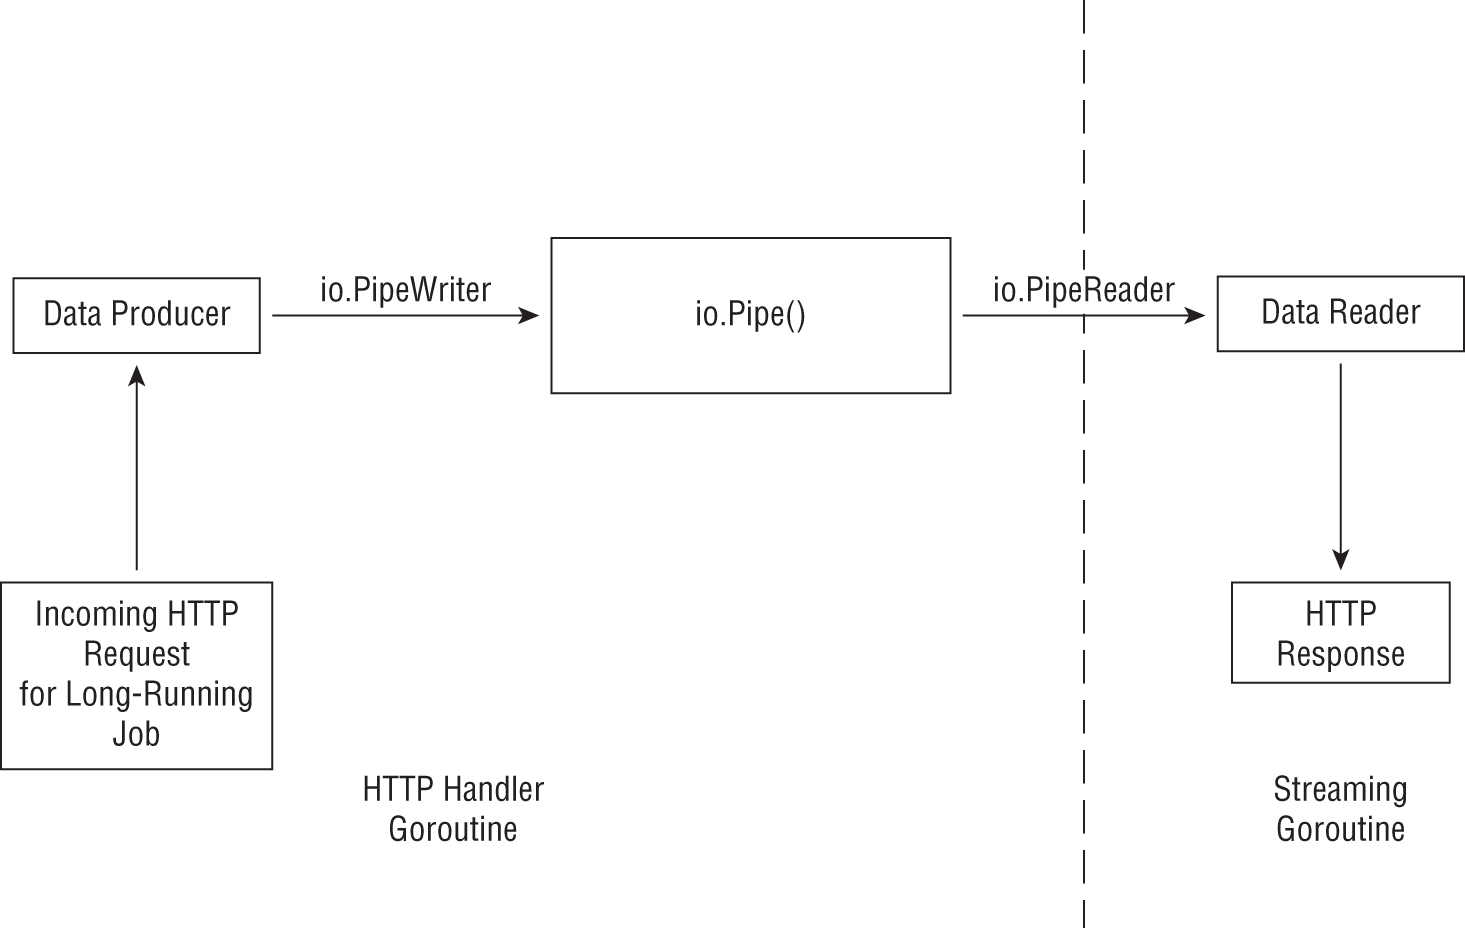 io.PipeWriter
io.PipeReader
Data Producer
io.Pipe()
Data Reader
Incoming HTTP
Request
for Long-Running
Job
HTTP
Response
HTTP Handler
Goroutine
Streaming
Goroutine